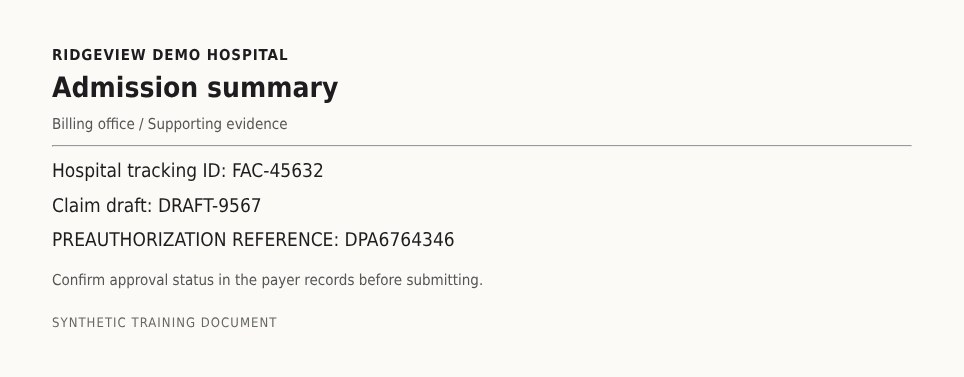 RIDGEVIEW DEMO HOSPITAL
Admission summary
Billing office / Supporting evidence
Hospital tracking ID: FAC-45632
Claim draft: DRAFT-9567
PREAUTHORIZATION REFERENCE: DPA6764346
Confirm approval status in the payer records before submitting.
SYNTHETIC TRAINING DOCUMENT